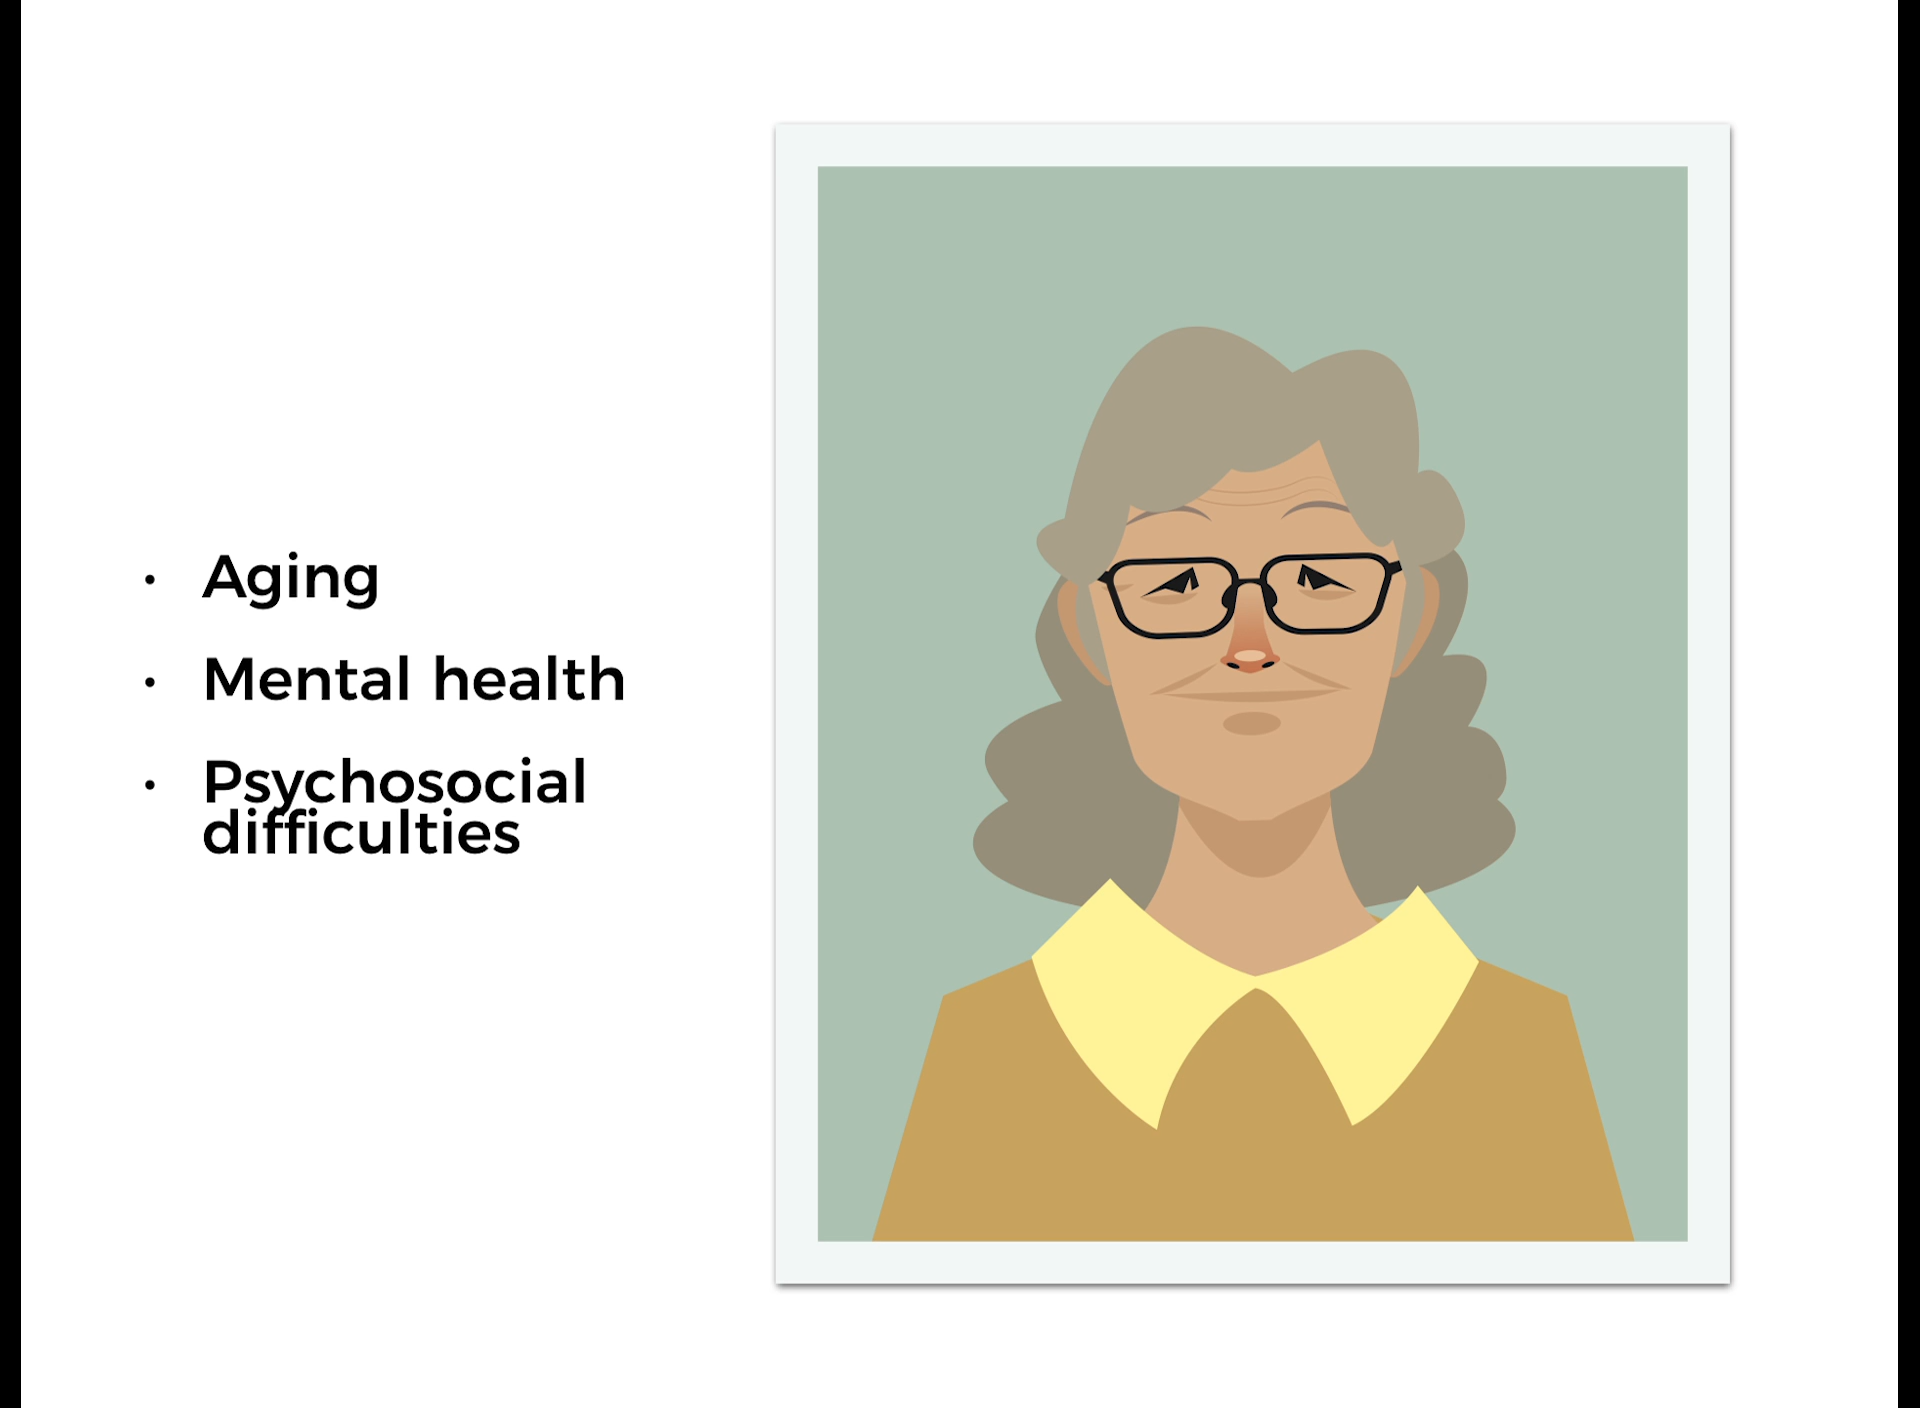 • Aging
• Mental health
• Psychosocial
difficulties